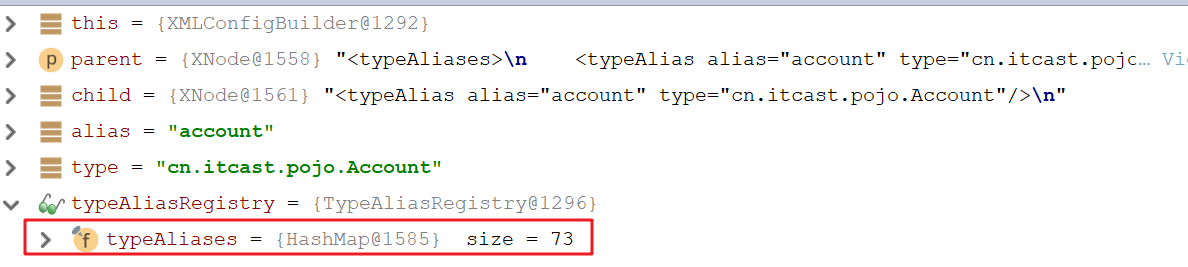 this = {XMLConfigBuilder@1292}
p parent = {XNode@1558} "<typeAliases>\n    <typeAlias alias="account" type="cn.itcast.pojc… Vi
child = {XNode@1561} "<typeAlias alias="account" type="cn.itcast.pojo.Account"/>\n"
alias = "account"
type = "cn.itcast.pojo.Account"
typeAliasRegistry = {TypeAliasRegistry@1296}
f typeAliases = {HashMap@1585}  size = 73